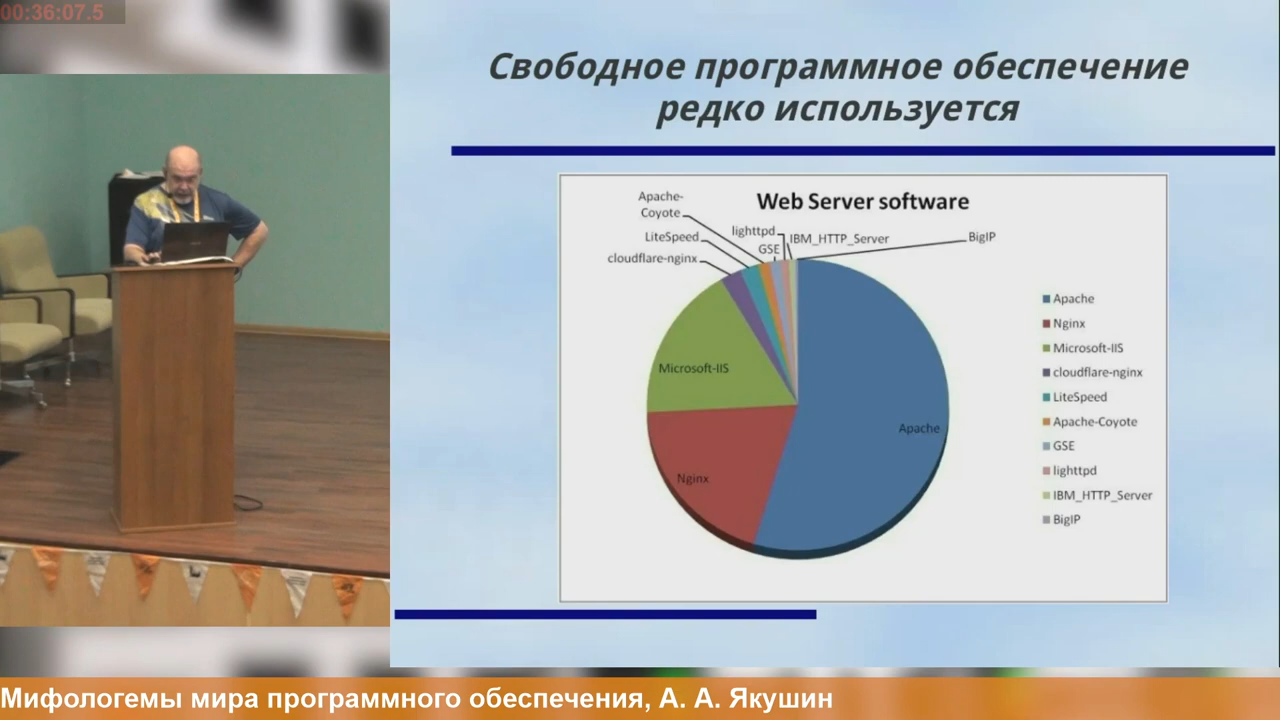 00:36:07.5
Свободное программное обеспечение
редко используется
Web Server software
Apache-
Coyote
LiteSpeed
cloudflare-nginx
lighttpd
GSE
IBM_HTTP_Server
BigIP
Microsoft-IIS
Nginx
Apache
Apache
Nginx
Microsoft-IIS
cloudflare-nginx
LiteSpeed
Apache-Coyote
GSE
lighttpd
IBM_HTTP_Server
BigIP
Мифологемы мира программного обеспечения, А. А. Якушин